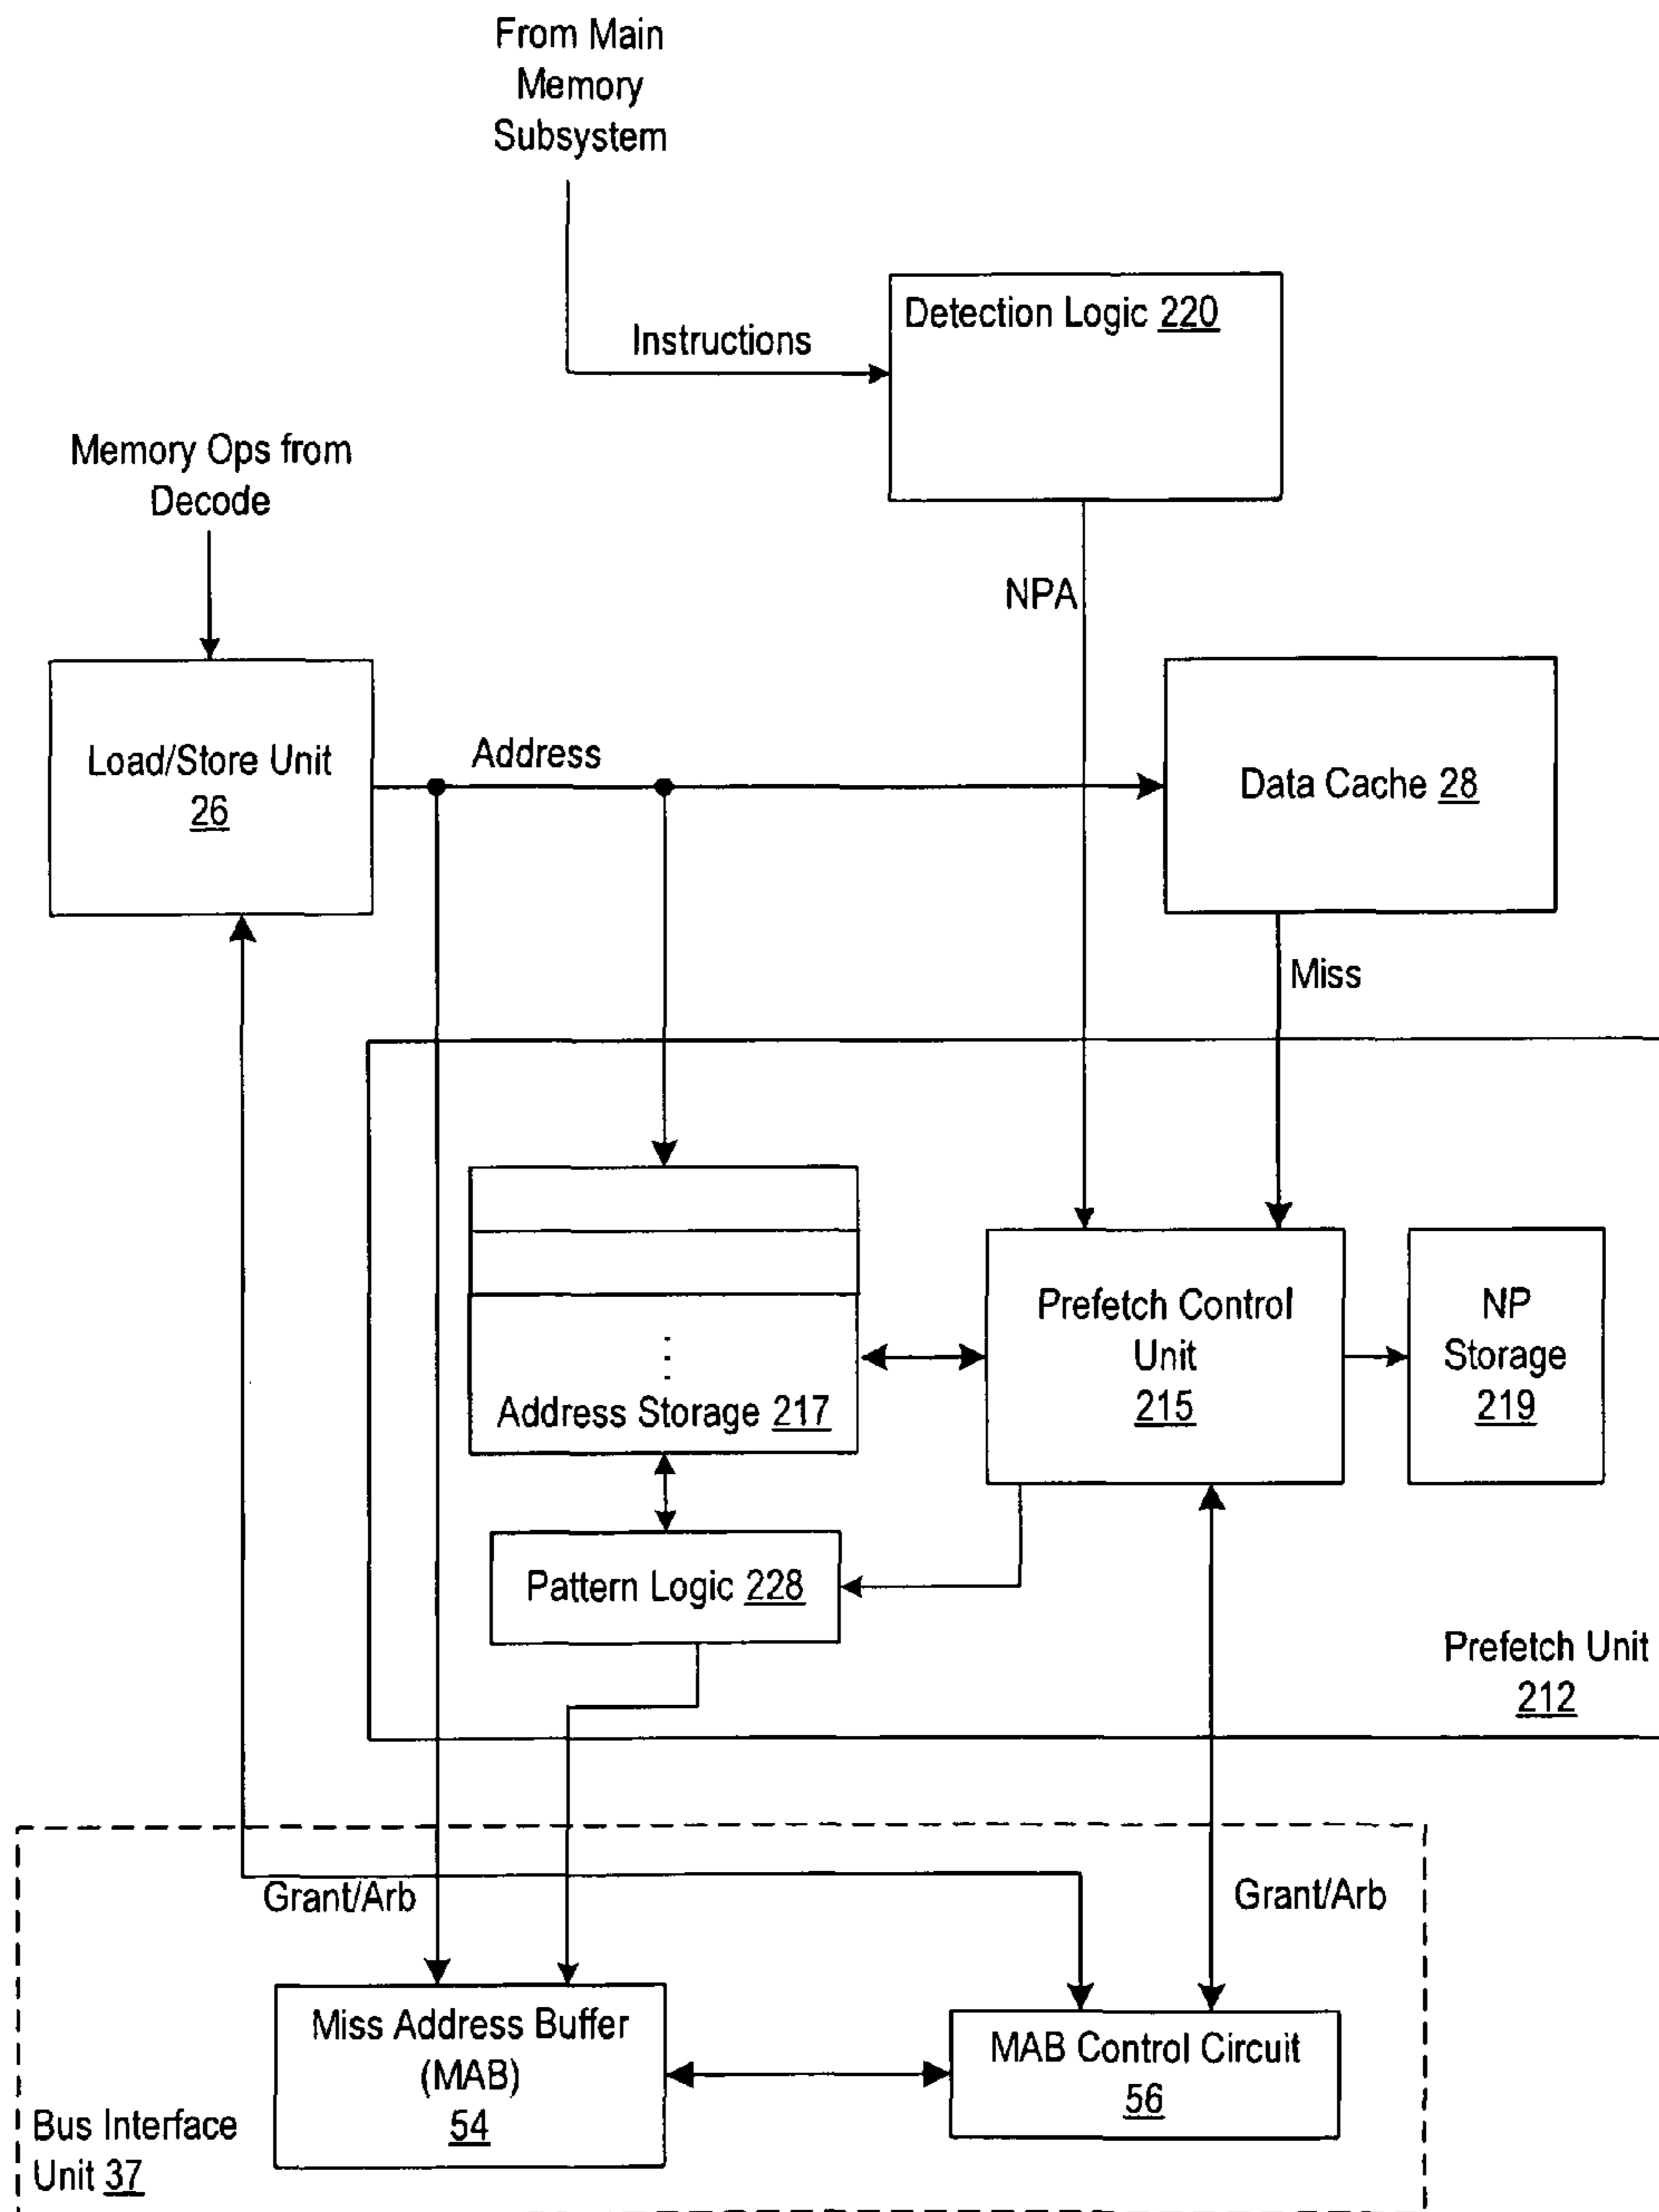 From Main
Memory
Subsystem
Detection Logic 220
Instructions
Memory Ops from
Decode
NPA
Load/Store Unit
26
Address
Data Cache 28
Miss
Prefetch Control
Unit
215
NP
Storage
219
Address Storage 217
Pattern Logic 228
Prefetch Unit
212
Grant/Arb
Grant/Arb
Miss Address Buffer
(MAB)
54
MAB Control Circuit
56
Bus Interface
Unit 37